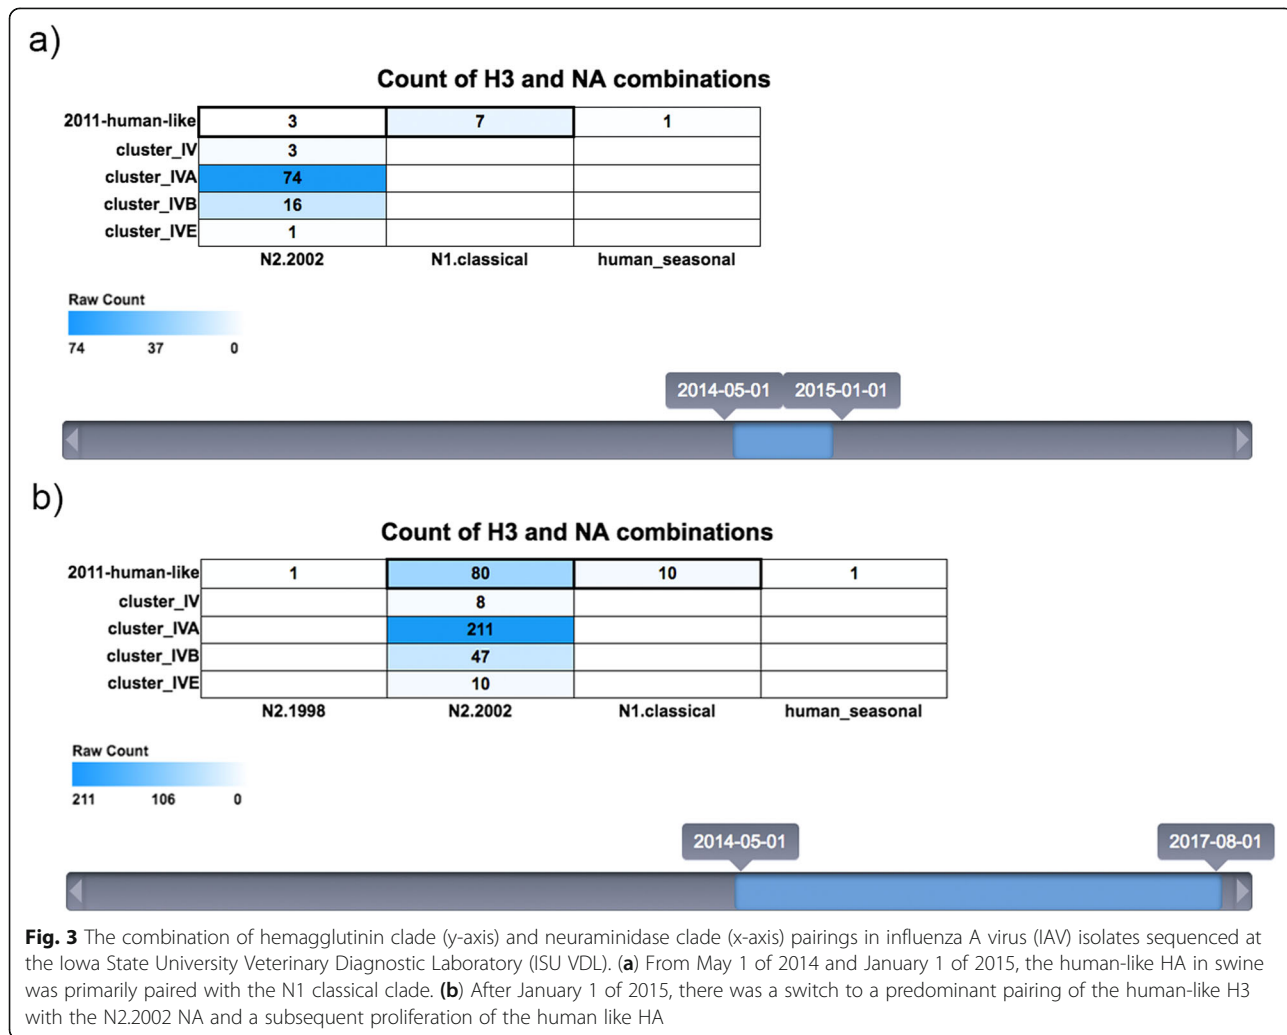 a)
Count of H3 and NA combinations
2011-human-like 3 7 1
cluster_IV 3
cluster_IVA 74
cluster_IVB 16
cluster_IVE 1
N2.2002 N1.classical human_seasonal
Raw Count
74 37 0
2014-05-01 2015-01-01
b)
Count of H3 and NA combinations
2011-human-like 1 80 10 1
cluster_IV 8
cluster_IVA 211
cluster_IVB 47
cluster_IVE 10
N2.1998 N2.2002 N1.classical human_seasonal
Raw Count
211 106 0
2014-05-01 2017-08-01
Fig. 3 The combination of hemagglutinin clade (y-axis) and neuraminidase clade (x-axis) pairings in influenza A virus (IAV) isolates sequenced at
the Iowa State University Veterinary Diagnostic Laboratory (ISU VDL). (a) From May 1 of 2014 and January 1 of 2015, the human-like HA in swine
was primarily paired with the N1 classical clade. (b) After January 1 of 2015, there was a switch to a predominant pairing of the human-like H3
with the N2.2002 NA and a subsequent proliferation of the human like HA